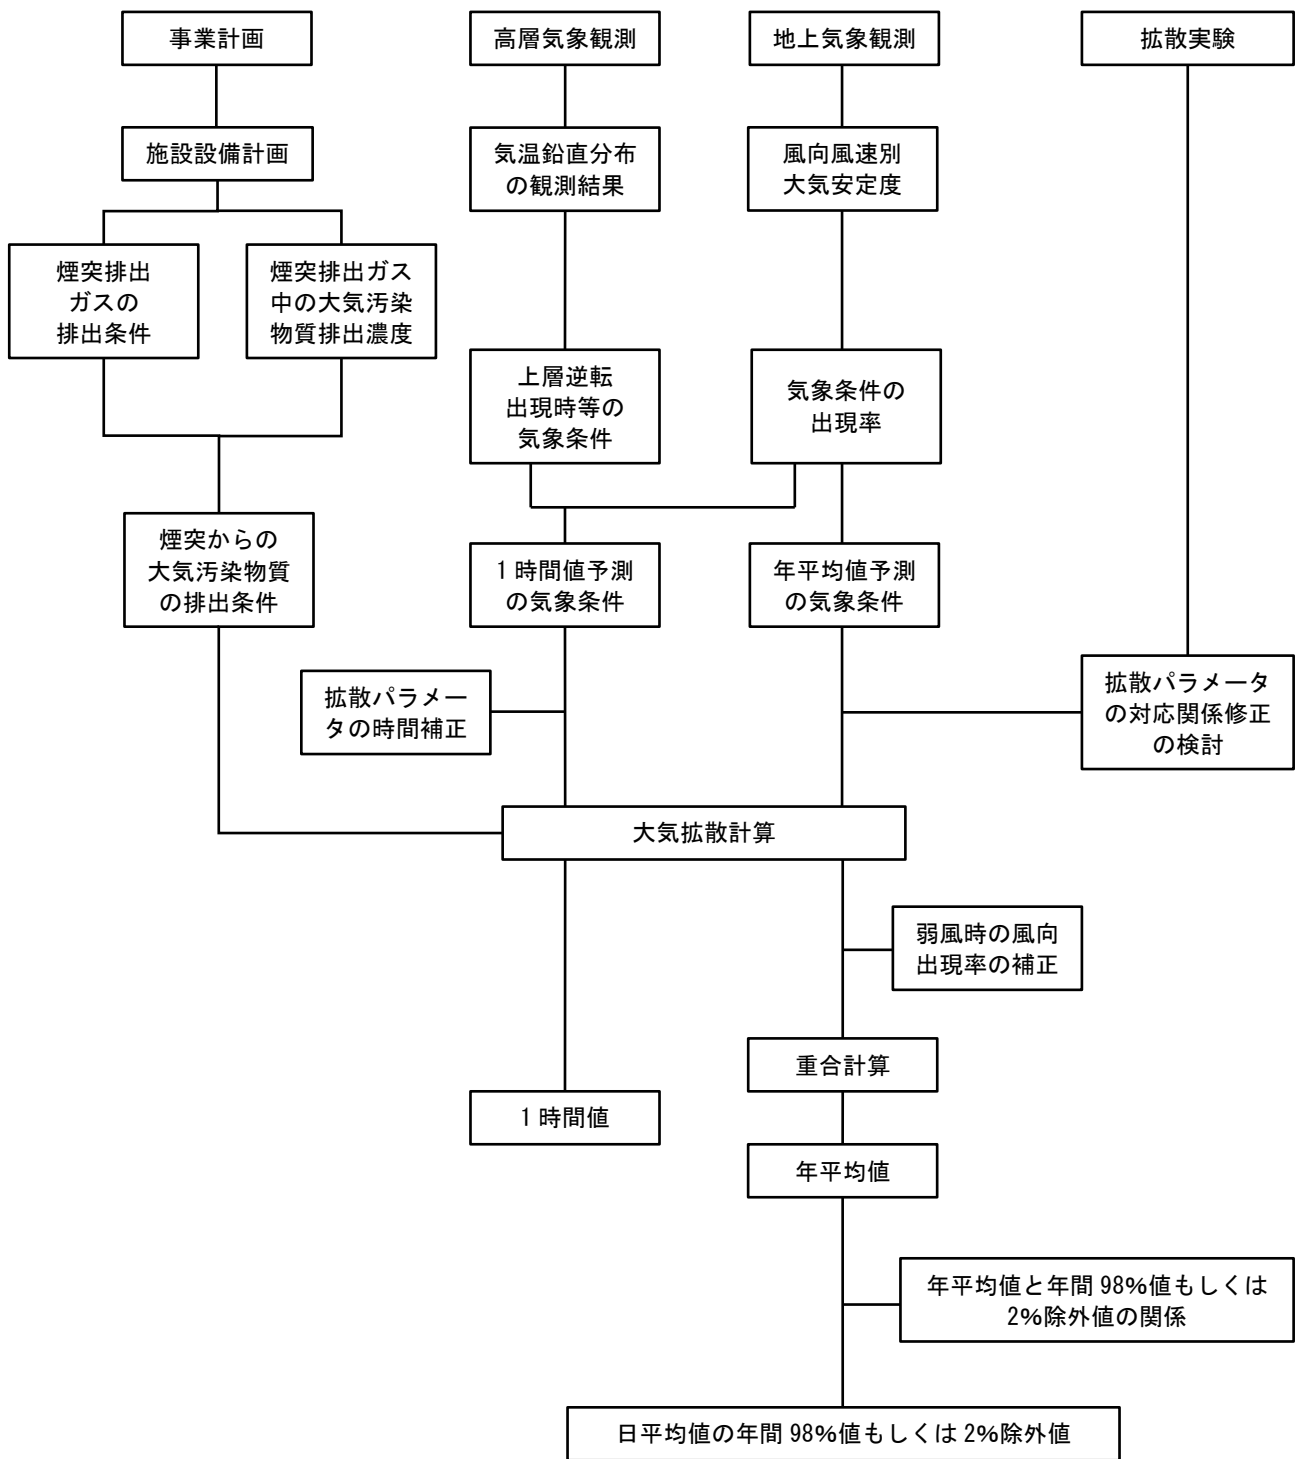 事業計画
高層気象観測
地上気象観測
拡散実験
施設設備計画
気温鉛直分布
の観測結果
風向風速別
大気安定度
煙突排出
ガスの
排出条件
煙突排出ガス
中の大気汚染
物質排出濃度
上層逆転
出現時等の
気象条件
気象条件の
出現率
煙突からの
大気汚染物質
の排出条件
1 時間値予測
の気象条件
年平均値予測
の気象条件
拡散パラメー
タの時間補正
拡散パラメータ
の対応関係修正
の検討
大気拡散計算
弱風時の風向
出現率の補正
重合計算
1 時間値
年平均値
年平均値と年間 98%値もしくは
2%除外値の関係
日平均値の年間 98%値もしくは 2%除外値